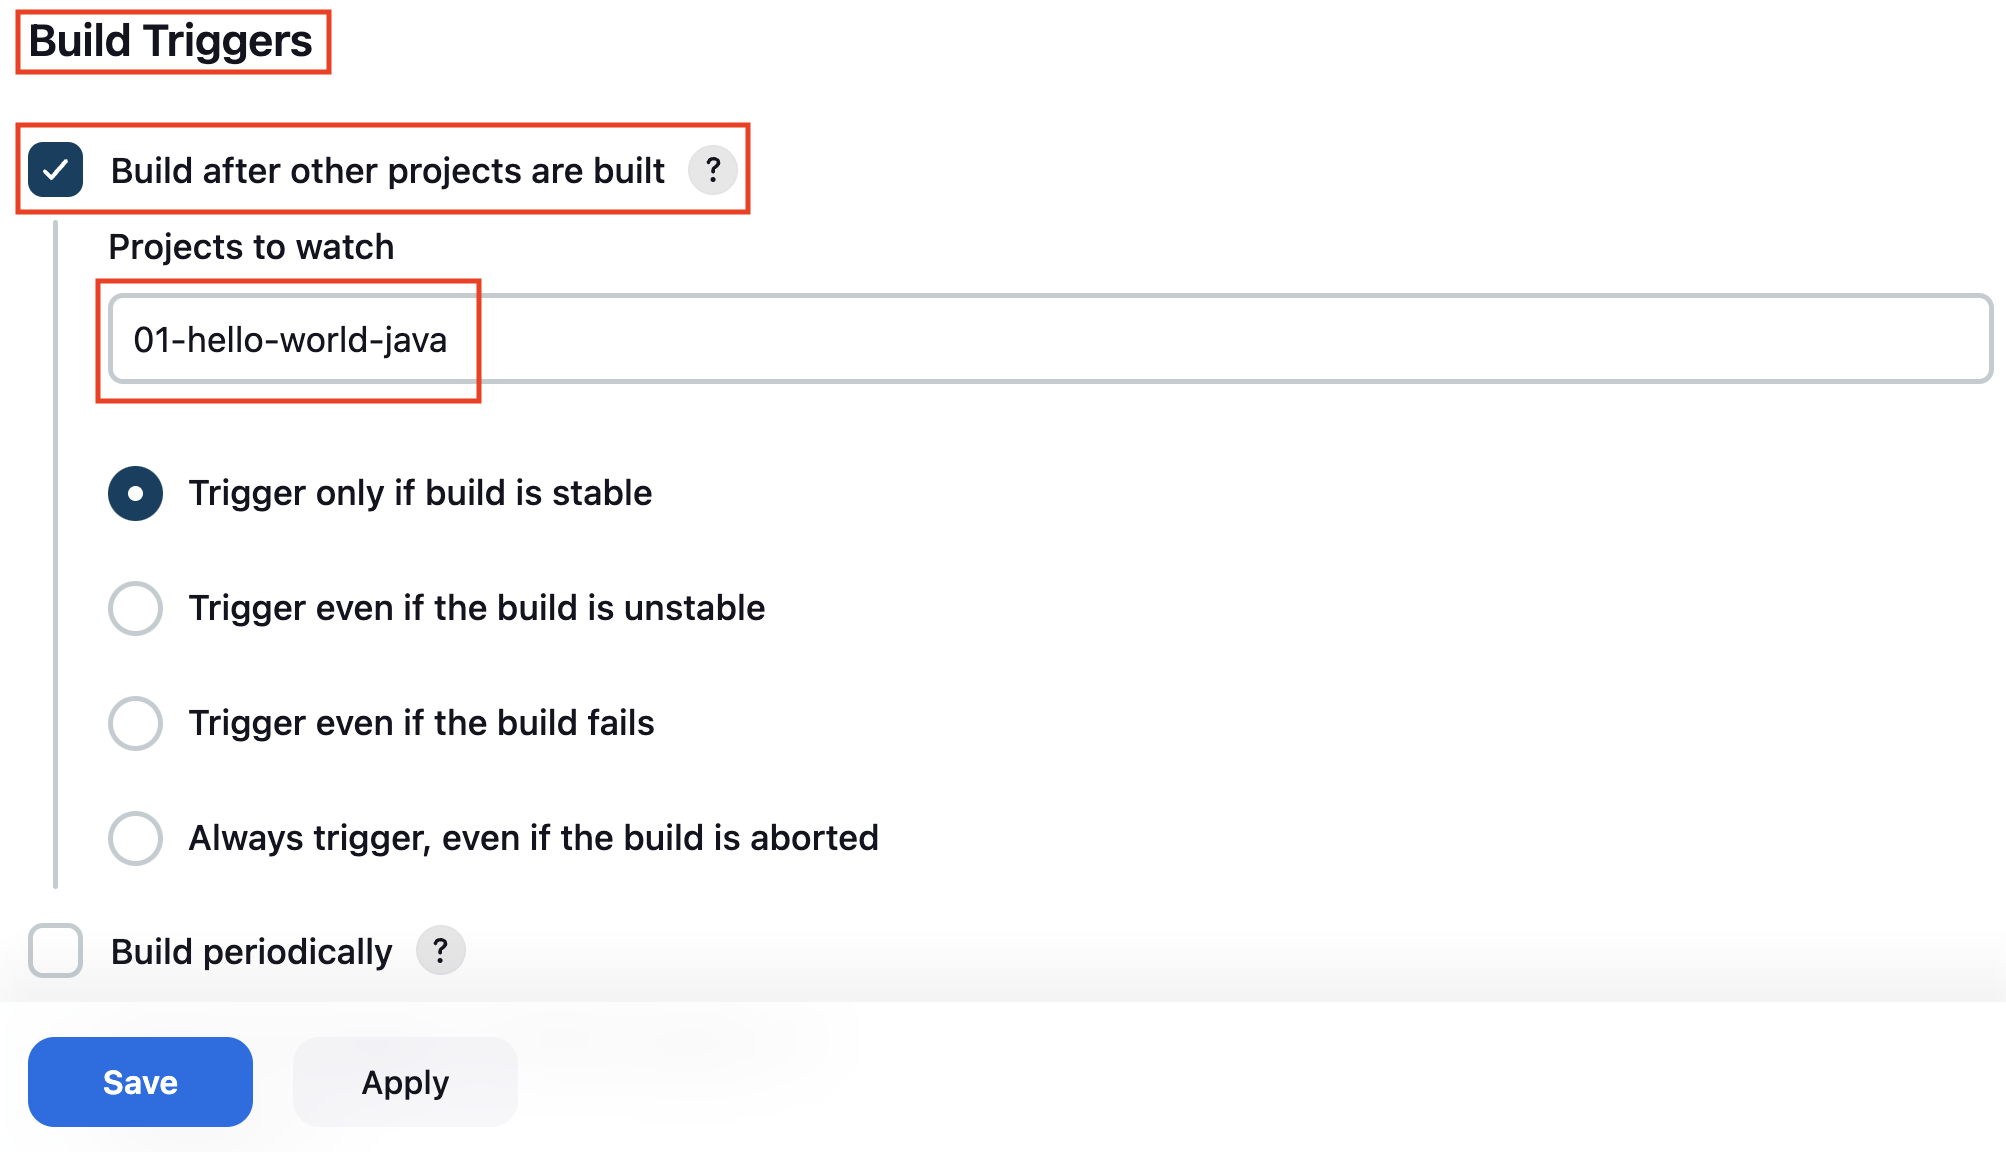 Build Triggers
Build after other projects are built ?
Projects to watch
01-hello-world-java
Trigger only if build is stable
Trigger even if the build is unstable
Trigger even if the build fails
Always trigger, even if the build is aborted
Build periodically ?
Save Apply